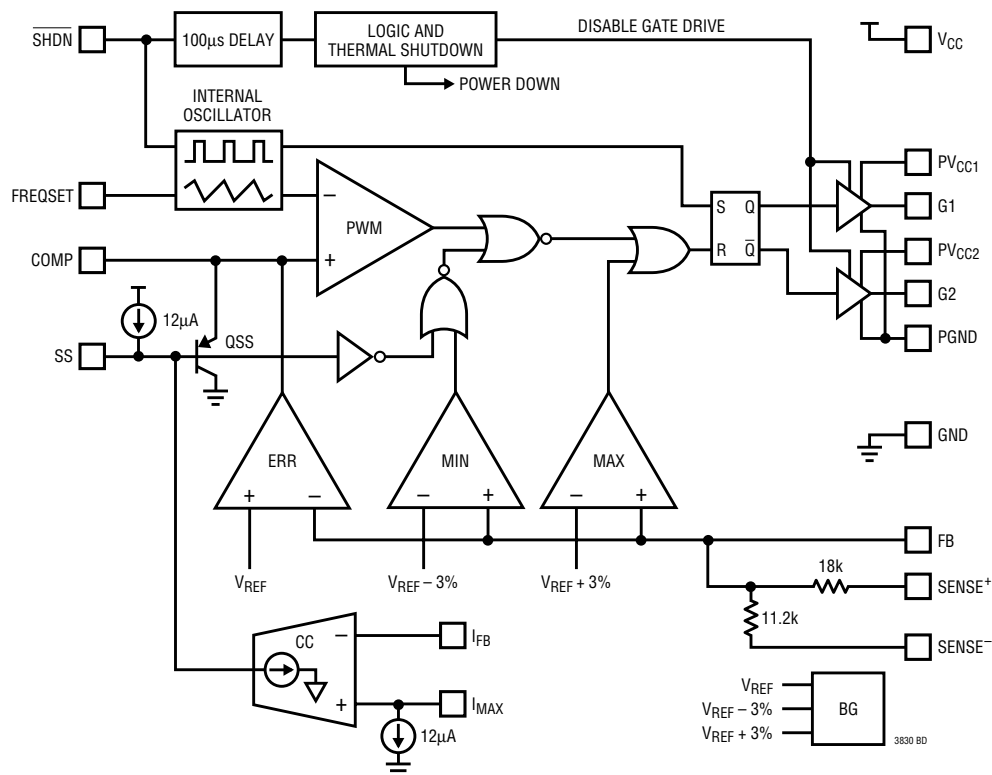 SHDN
100µs DELAY
LOGIC AND
THERMAL SHUTDOWN
DISABLE GATE DRIVE
VCC
POWER DOWN
INTERNAL
OSCILLATOR
PVCC1
FREQSET
–
PWM
S Q
G1
COMP
+
R Q
PVCC2
12µA
G2
SS
QSS
PGND
ERR
MIN
MAX
GND
+ –
– +
– +
FB
VREF
VREF – 3%
VREF + 3%
18k
SENSE+
11.2k
CC
–
IFB
SENSE–
+
IMAX
12µA
VREF
VREF – 3%
VREF + 3%
BG
3830 BD